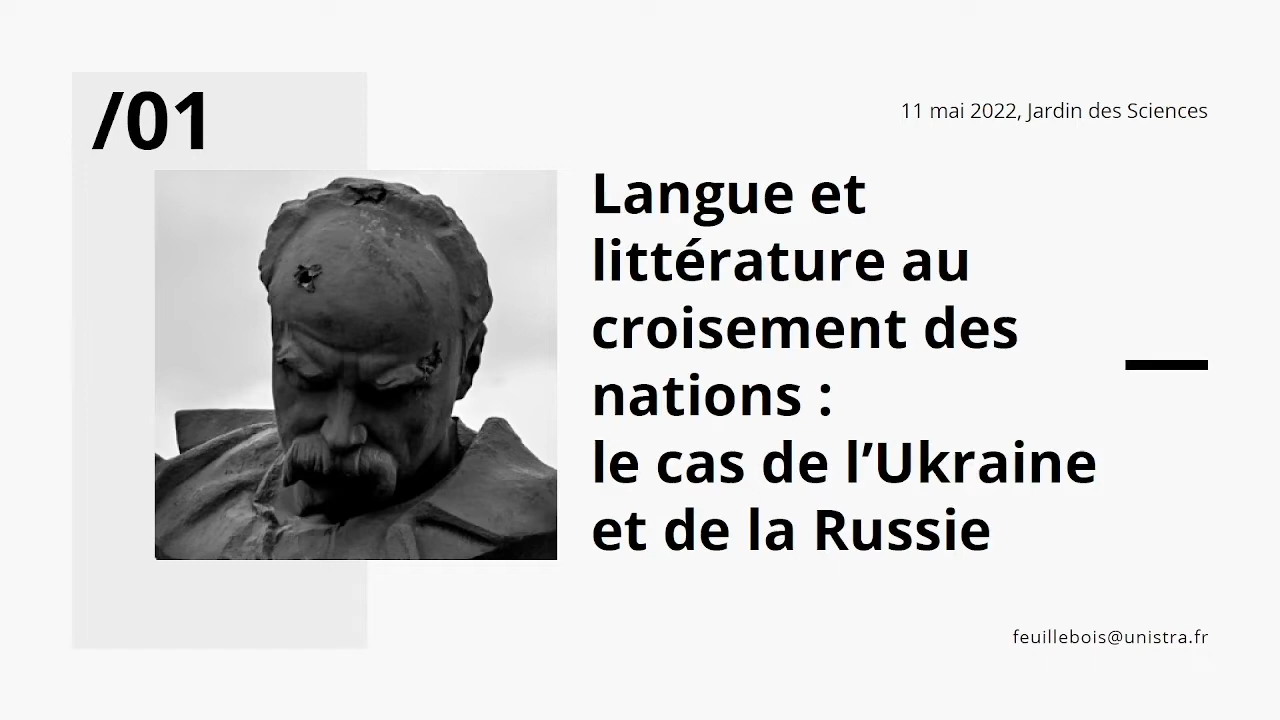 /01
11 mai 2022, Jardin des Sciences
Langue et
littérature au
croisement des
nations :
le cas de l’Ukraine
et de la Russie
feuillebois@unistra.fr